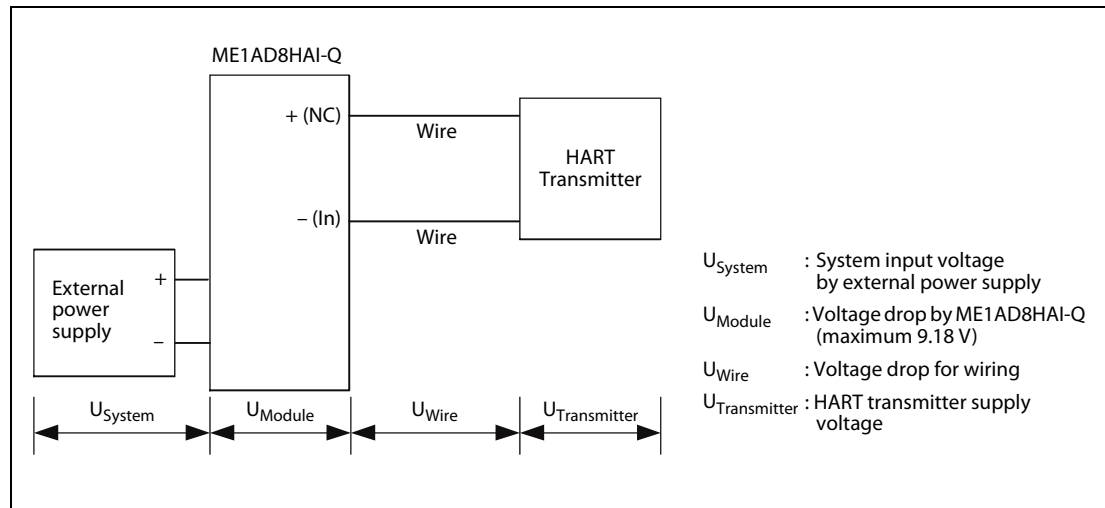 ME1AD8HAI-Q
+ (NC)
Wire
HART
Transmitter
– (In)
Wire
External
power
supply
+
–
USystem
UModule
UWire
UTransmitter
USystem : System input voltage
by external power supply
UModule : Voltage drop by ME1AD8HAI-Q
(maximum 9.18 V)
UWire : Voltage drop for wiring
UTransmitter : HART transmitter supply
voltage